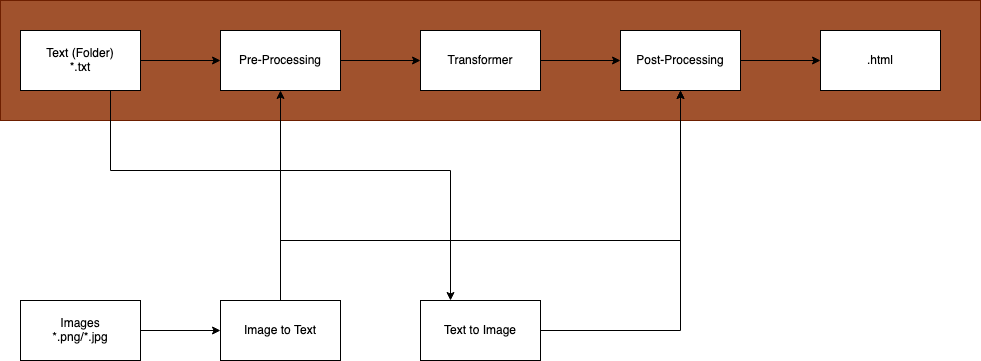 Text (Folder)
*.txt
Pre-Processing
Transformer
Post-Processing
.html
Images
*.png/*.jpg
Image to Text
Text to Image